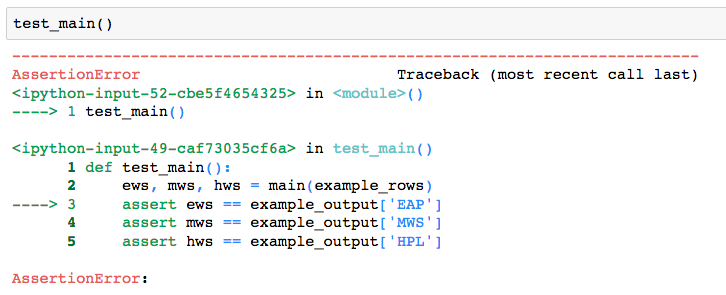 test_main()
---------------------------------------------------------------------------
AssertionError                            Traceback (most recent call last)
<ipython-input-52-cbe5f4654325> in <module>()
----> 1 test_main()

<ipython-input-49-caf73035cf6a> in test_main()
      1 def test_main():
      2     ews, mws, hws = main(example_rows)
----> 3     assert ews == example_output['EAP']
      4     assert mws == example_output['MWS']
      5     assert hws == example_output['HPL']

AssertionError: